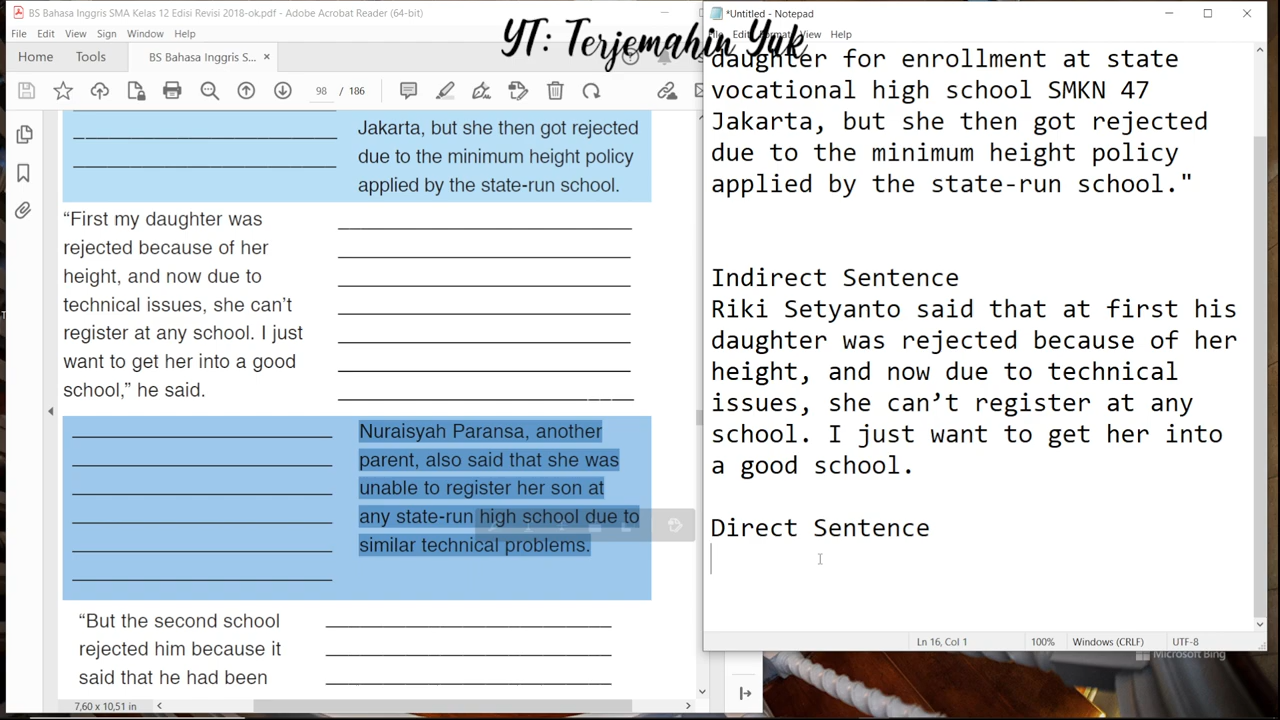 BS Bahasa Inggris SMA Kelas 12 Edisi Revisi 2018-ok.pdf - Adobe Acrobat Reader (64-bit)
File Edit View Sign Window Help
Home Tools BS Bahasa Inggris S... ×
98 / 186
Jakarta, but she then got rejected
due to the minimum height policy
applied by the state-run school.
“First my daughter was
rejected because of her
height, and now due to
technical issues, she can’t
register at any school. I just
want to get her into a good
school,” he said.
Nuraisyah Paransa, another
parent, also said that she was
unable to register her son at
any state-run high school due to
similar technical problems.
“But the second school
rejected him because it
said that he had been
7,60 x 10,51 in
YT: Terjemahin Yuk
*Untitled - Notepad
File Edit Format View Help
daughter for enrollment at state
vocational high school SMKN 47
Jakarta, but she then got rejected
due to the minimum height policy
applied by the state-run school."
Indirect Sentence
Riki Setyanto said that at first his
daughter was rejected because of her
height, and now due to technical
issues, she can’t register at any
school. I just want to get her into
a good school.
Direct Sentence
Ln 16, Col 1 100% Windows (CRLF) UTF-8
Microsoft Bing